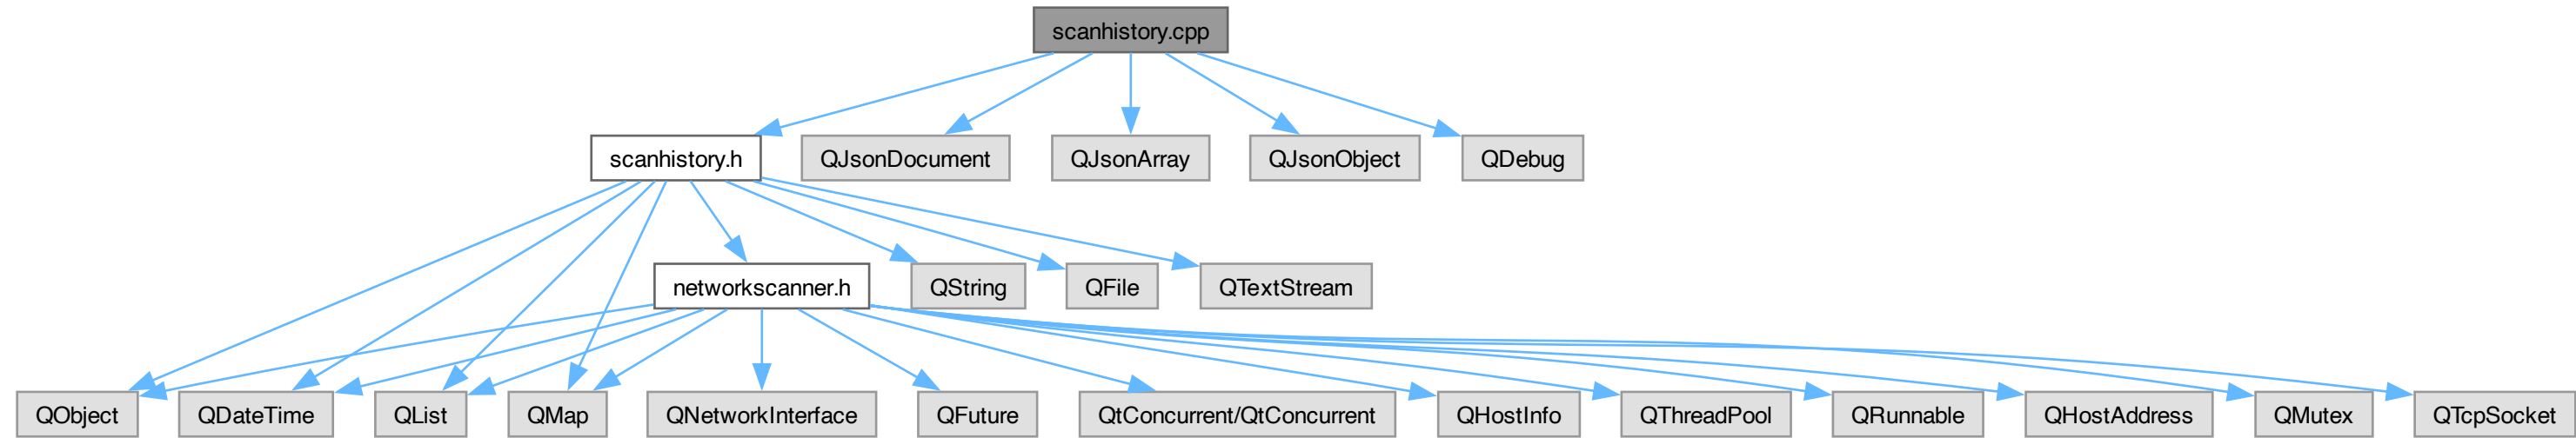 scanhistory.cpp
scanhistory.h
QJsonDocument
QJsonArray
QJsonObject
QDebug
networkscanner.h
QString
QFile
QTextStream
QObject
QDateTime
QList
QMap
QNetworkInterface
QFuture
QtConcurrent/QtConcurrent
QHostInfo
QThreadPool
QRunnable
QHostAddress
QMutex
QTcpSocket